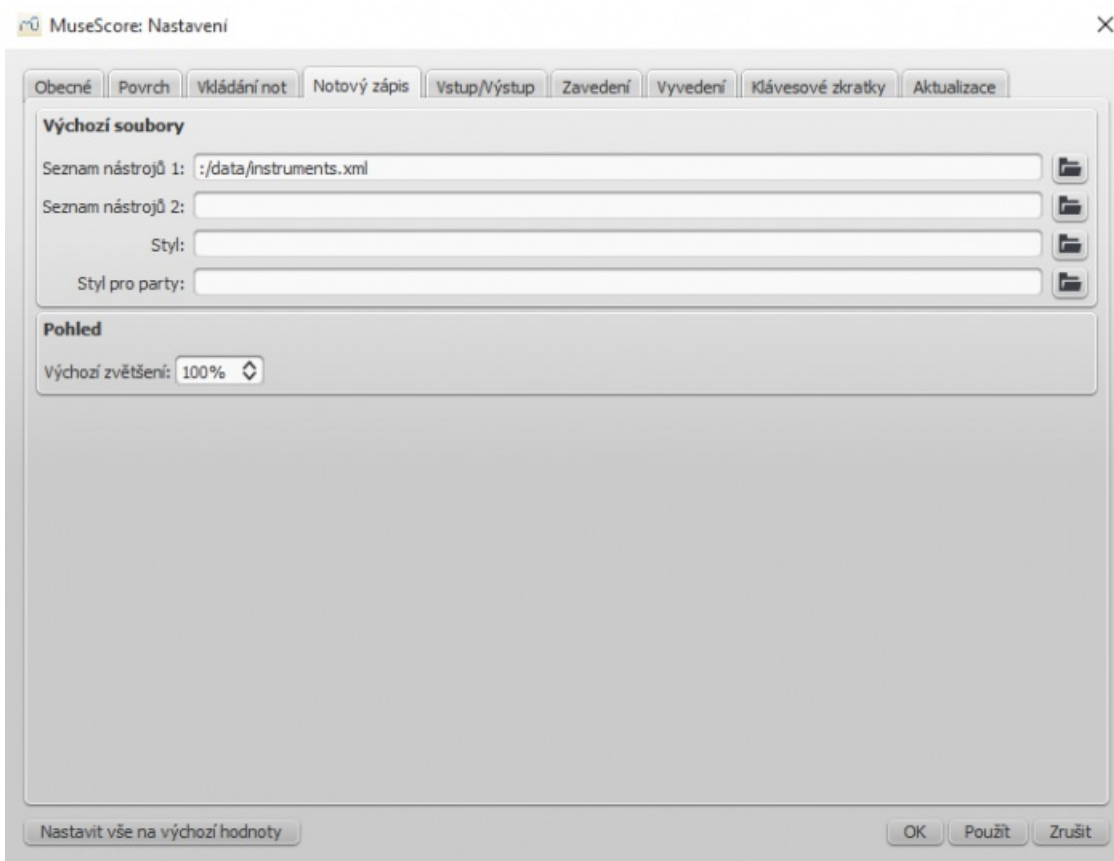 MuseScore: Nastavení
Obecné Povrch Vkládání not Notový zápis Vstup/Výstup Zavedení Vyvedení Klávesové zkratky Aktualizace
Výchozí soubory
Seznam nástrojů 1: :/data/instruments.xml
Seznam nástrojů 2:
Styl:
Styl pro party:
Pohled
Výchozí zvětšení: 100%
Nastavit vše na výchozí hodnoty OK Použít Zrušit